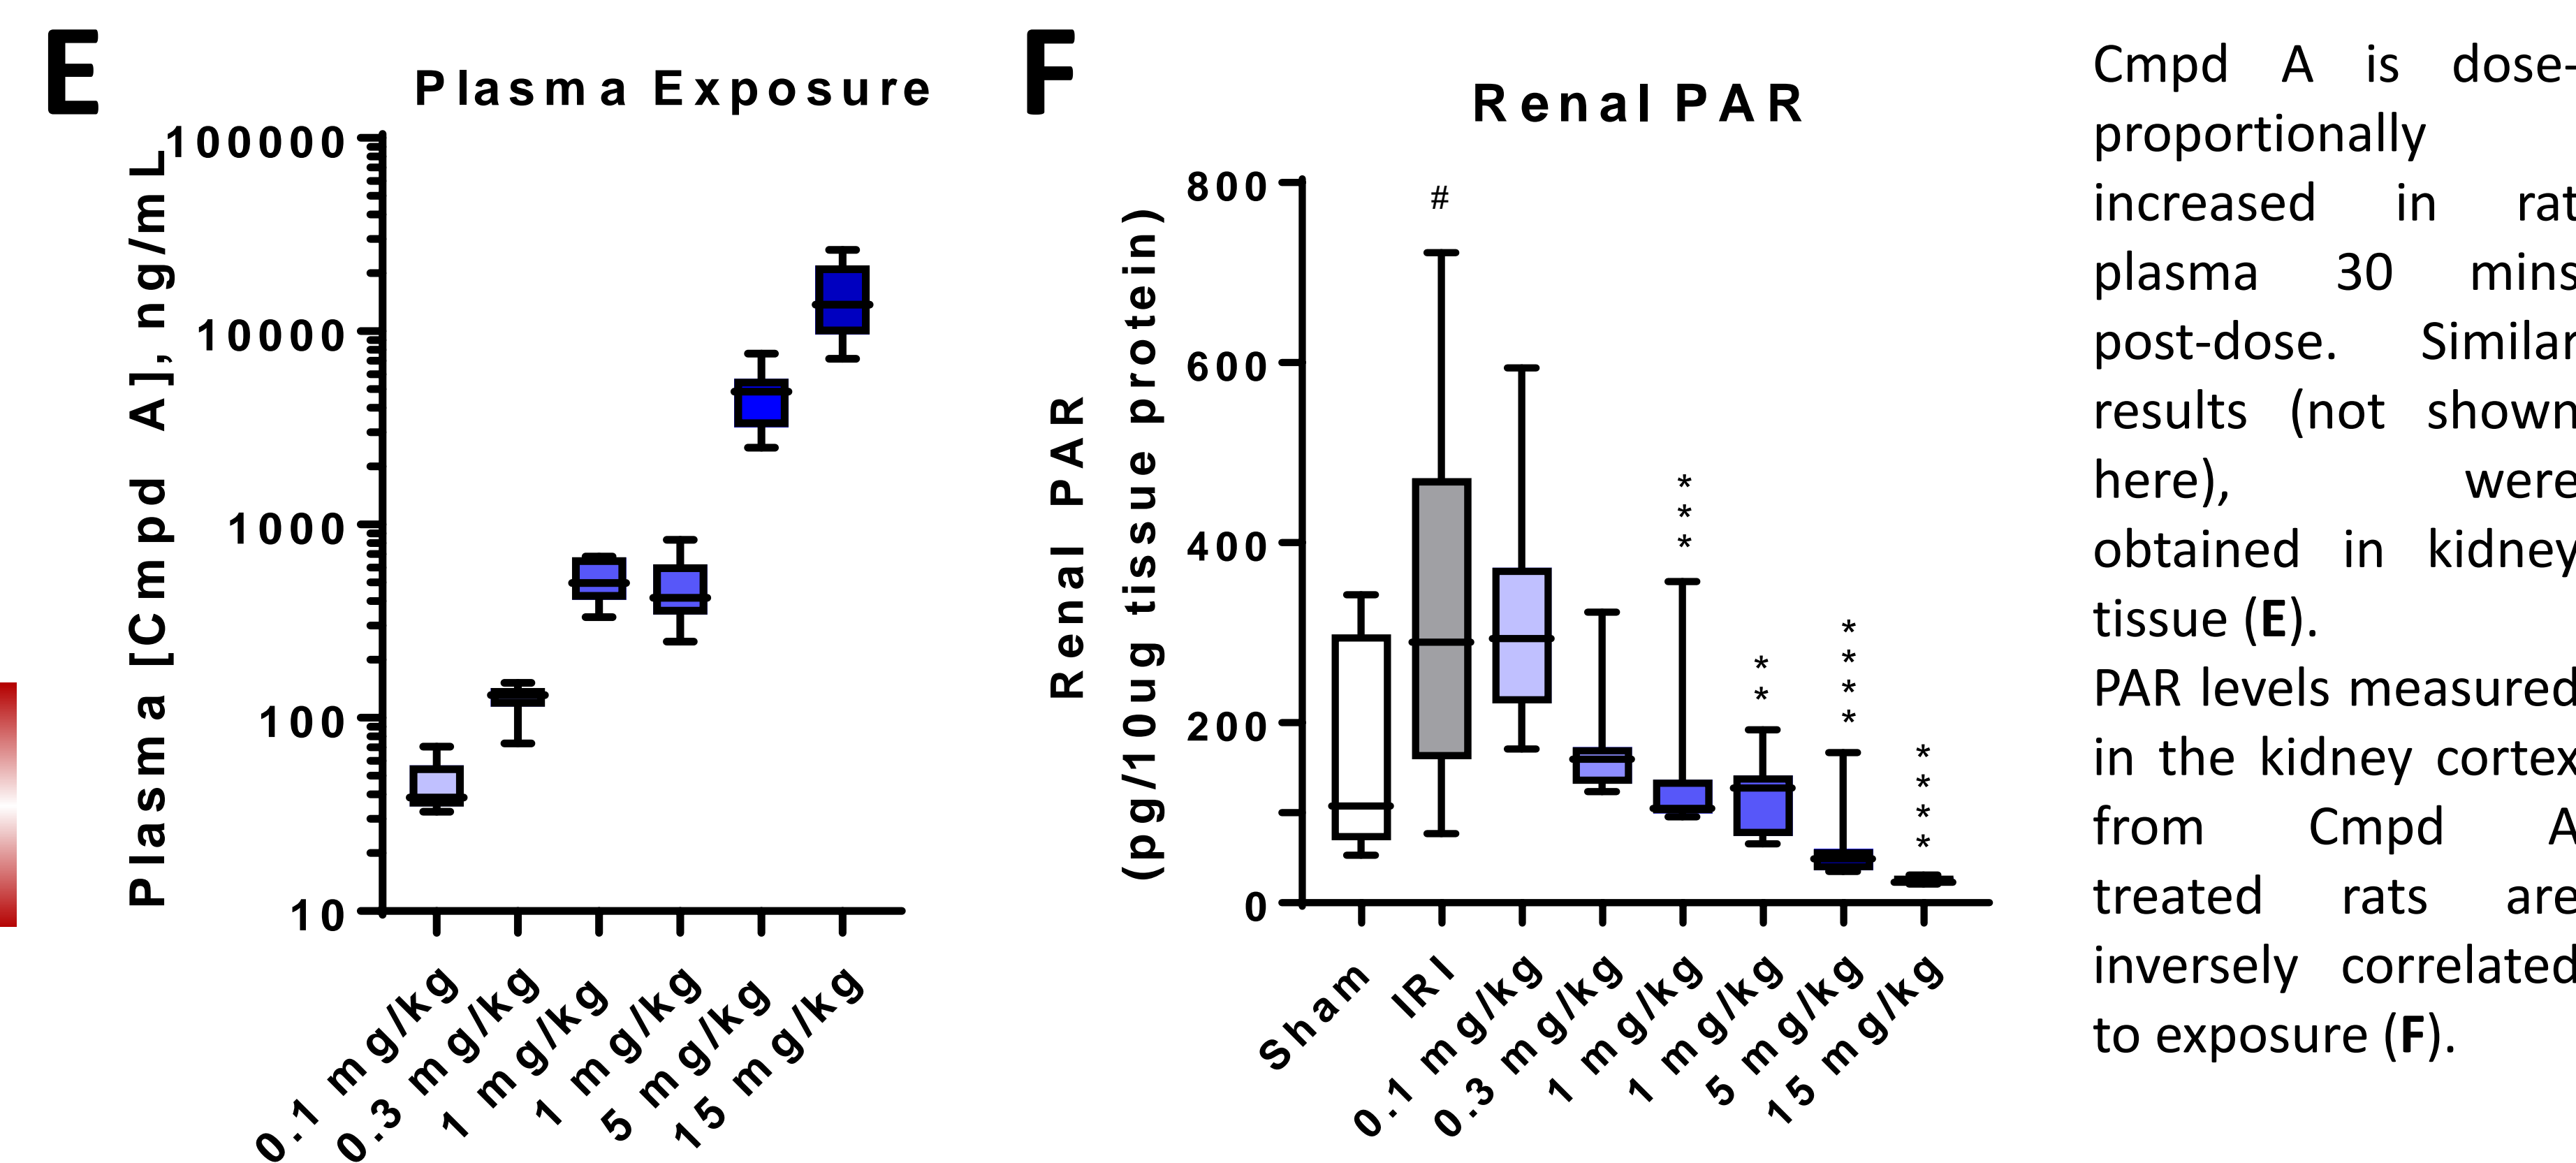 E
Plasma Exposure
Plasma [Cmpd A], ng/mL
100000
10000
1000
100
10
0.1 mg/kg
0.3 mg/kg
1 mg/kg
1 mg/kg
5 mg/kg
15 mg/kg
F
Renal PAR
Renal PAR
(pg/10ug tissue protein)
800
600
400
200
0
#
***
**
****
****
Sham
IRI
0.1 mg/kg
0.3 mg/kg
1 mg/kg
1 mg/kg
5 mg/kg
15 mg/kg
Cmpd A is dose-
proportionally
increased in rat
plasma 30 mins
post-dose. Similar
results (not shown
here), were
obtained in kidney
tissue (E).
PAR levels measured
in the kidney cortex
from Cmpd A
treated rats are
inversely correlated
to exposure (F).